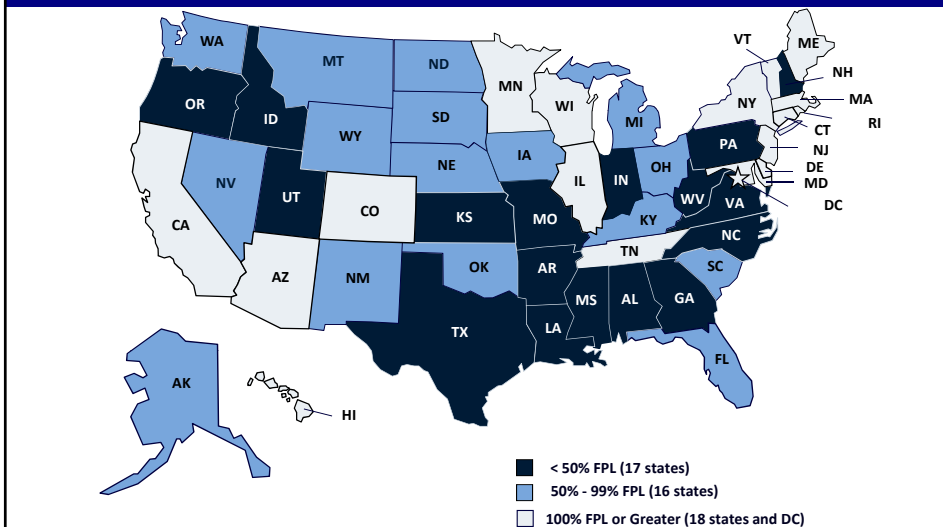 WA
MT
ND
MN
VT
ME
NH
OR
ID
WY
SD
WI
MI
NY
MA
RI
CT
NV
UT
NE
IA
IL
IN
OH
PA
NJ
DE
MD
DC
CA
CO
KS
MO
KY
WV
VA
AZ
NM
OK
AR
TN
NC
SC
TX
LA
MS
AL
GA
FL
AK
HI
< 50% FPL (17 states)
50% - 99% FPL (16 states)
100% FPL or Greater (18 states and DC)